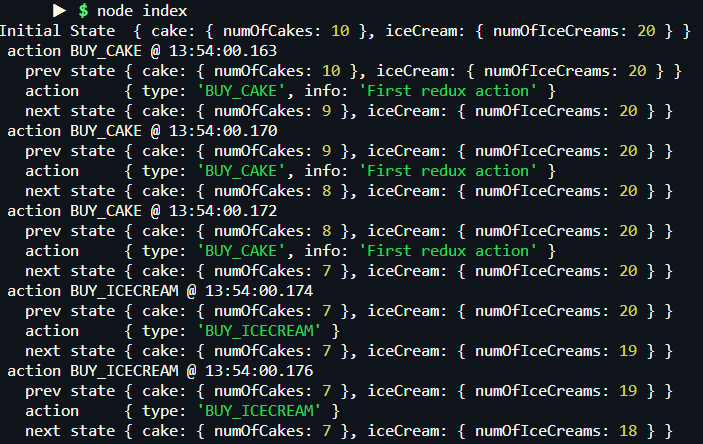 $ node index
Initial State  { cake: { numOfCakes: 10 }, iceCream: { numOfIceCreams: 20 } }
action BUY_CAKE @ 13:54:00.163
prev state { cake: { numOfCakes: 10 }, iceCream: { numOfIceCreams: 20 } }
action     { type: 'BUY_CAKE', info: 'First redux action' }
next state { cake: { numOfCakes: 9 }, iceCream: { numOfIceCreams: 20 } }
action BUY_CAKE @ 13:54:00.170
prev state { cake: { numOfCakes: 9 }, iceCream: { numOfIceCreams: 20 } }
action     { type: 'BUY_CAKE', info: 'First redux action' }
next state { cake: { numOfCakes: 8 }, iceCream: { numOfIceCreams: 20 } }
action BUY_CAKE @ 13:54:00.172
prev state { cake: { numOfCakes: 8 }, iceCream: { numOfIceCreams: 20 } }
action     { type: 'BUY_CAKE', info: 'First redux action' }
next state { cake: { numOfCakes: 7 }, iceCream: { numOfIceCreams: 20 } }
action BUY_ICECREAM @ 13:54:00.174
prev state { cake: { numOfCakes: 7 }, iceCream: { numOfIceCreams: 20 } }
action     { type: 'BUY_ICECREAM' }
next state { cake: { numOfCakes: 7 }, iceCream: { numOfIceCreams: 19 } }
action BUY_ICECREAM @ 13:54:00.176
prev state { cake: { numOfCakes: 7 }, iceCream: { numOfIceCreams: 19 } }
action     { type: 'BUY_ICECREAM' }
next state { cake: { numOfCakes: 7 }, iceCream: { numOfIceCreams: 18 } }